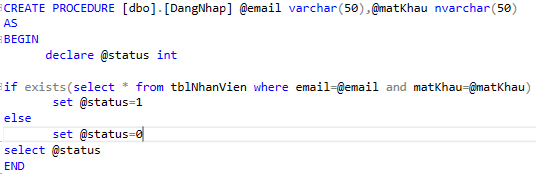 CREATE PROCEDURE [dbo].[DangNhap] @email varchar(50),@matKhau nvarchar(50)
AS
BEGIN
declare @status int
if exists(select * from tblNhanVien where email=@email and matKhau=@matKhau)
set @status=1
else
set @status=0
select @status
END